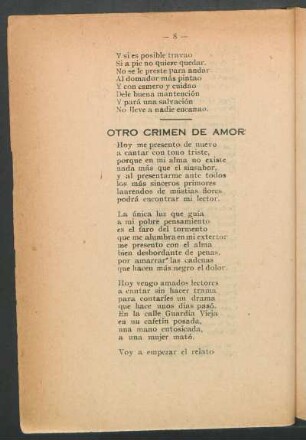 — 8 —
Y si es posible travao
Si a pie no quiere quedar.
No se le preste para andar
Al domador más pintao
Y con esmero y cuidao
Dele buena mantención
Y pará una salvación
No lleve a nadie encanao.
OTRO CRIMEN DE AMOR
Hoy me presento de nuevo
a cantar con tono triste,
porque en mi alma no existe
nada más que el sinsabor,
y al presentarme ante todos
los más sinceros primores
laureados de mústias flores
podrá encontrar mi lector.
La única luz que guía
a mi pobre pensamiento
es el faro del tormento
que me alumbra en mi exterior
me presento con el alma
bien desbordante de penas,
por amarrar las cadenas
que hacen más negro el dolor.
Hoy vengo amados lectores
a cantar sin hacer trama
para contarles un drama
que hace unos días pasó.
En la calle Guardia Vieja
en su cafetín posada,
una mano entosicada,
a una mujer mató.
Voy a empezar el relato